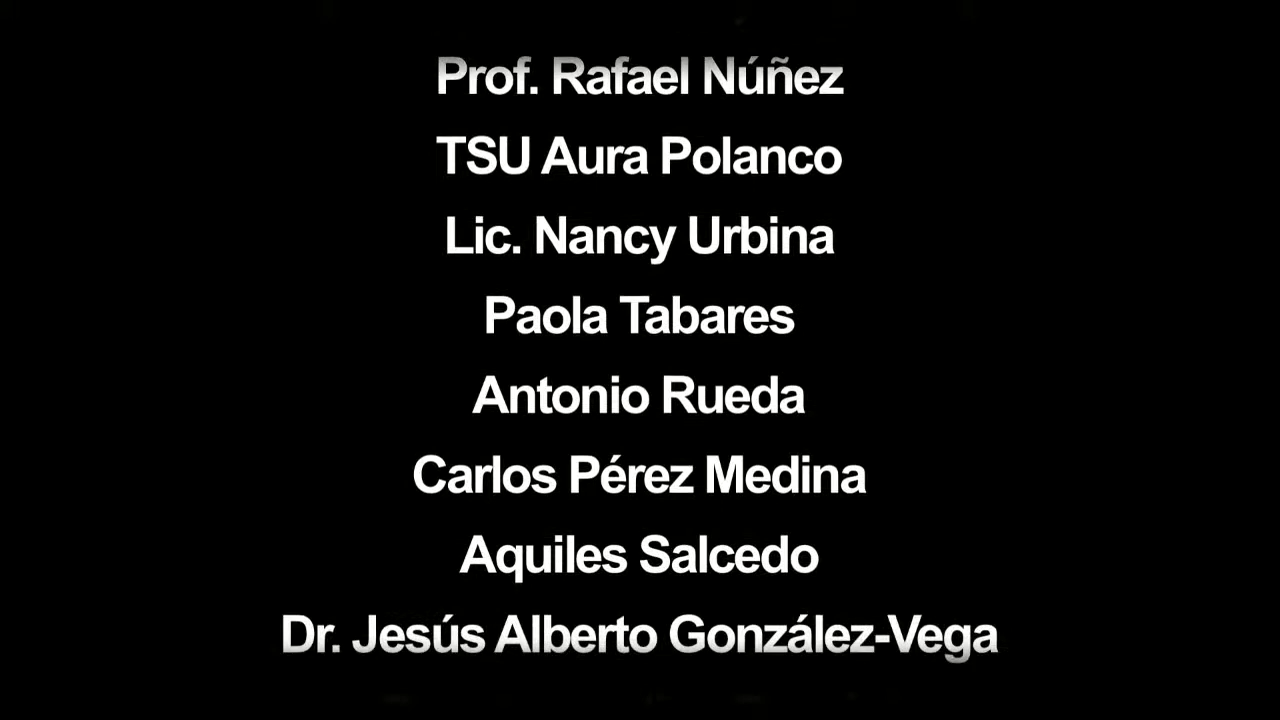 Prof. Rafael Núñez
TSU Aura Polanco
Lic. Nancy Urbina
Paola Tabares
Antonio Rueda
Carlos Pérez Medina
Aquiles Salcedo
Dr. Jesús Alberto González-Vega